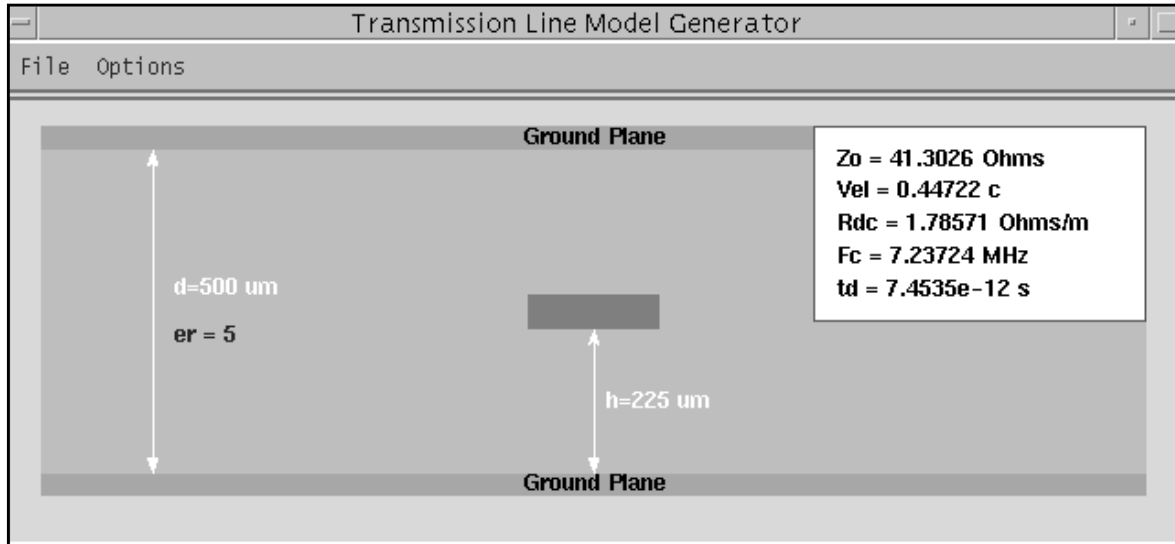 Transmission Line Model Generator
File Options
Ground Plane
Zo = 41.3026 Ohms
Vel = 0.44722 c
Rdc = 1.78571 Ohms/m
Fc = 7.23724 MHz
td = 7.4535e-12 s
d=500 um
er = 5
h=225 um
Ground Plane